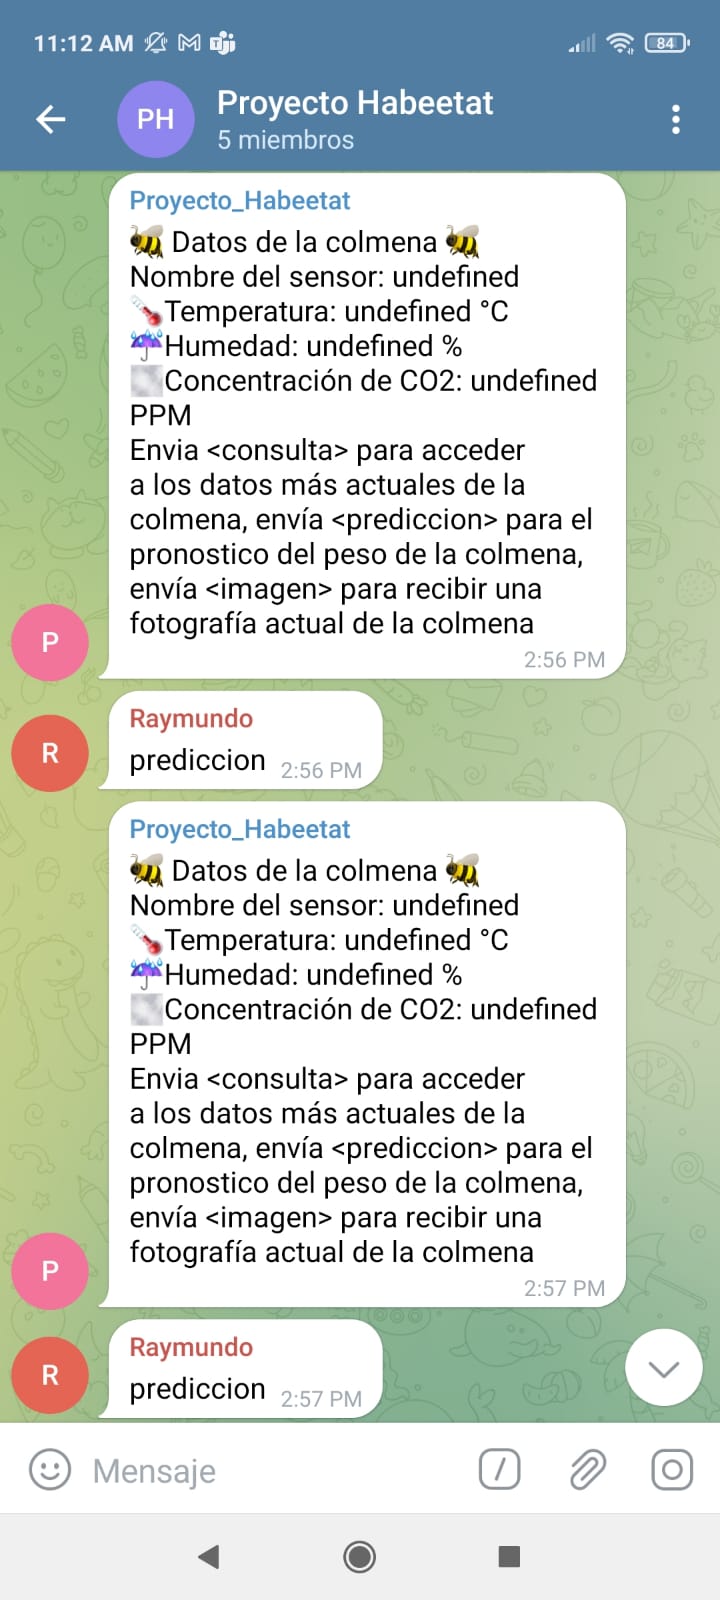 11:12 AM 84
PH Proyecto Habeetat
5 miembros
Proyecto_Habeetat
🐝 Datos de la colmena 🐝
Nombre del sensor: undefined
🌡️Temperatura: undefined °C
☔Humedad: undefined %
🌫️Concentración de CO2: undefined
PPM
Envia <consulta> para acceder
a los datos más actuales de la
colmena, envía <prediccion> para el
pronostico del peso de la colmena,
envía <imagen> para recibir una
fotografía actual de la colmena
2:56 PM
P
Raymundo
R
prediccion 2:56 PM
Proyecto_Habeetat
🐝 Datos de la colmena 🐝
Nombre del sensor: undefined
🌡️Temperatura: undefined °C
☔Humedad: undefined %
🌫️Concentración de CO2: undefined
PPM
Envia <consulta> para acceder
a los datos más actuales de la
colmena, envía <prediccion> para el
pronostico del peso de la colmena,
envía <imagen> para recibir una
fotografía actual de la colmena
2:57 PM
P
Raymundo
R
prediccion 2:57 PM
Mensaje